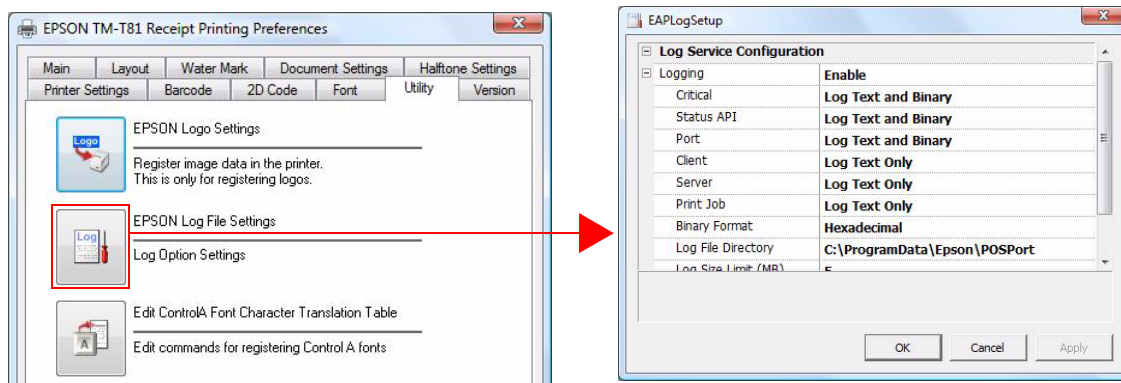 EPSON TM-T81 Receipt Printing Preferences
Main Layout Water Mark Document Settings Halftone Settings
Printer Settings Barcode 2D Code Font Utility Version
Logo
EPSON Logo Settings
Register image data in the printer.
This is only for registering logos.
Log
EPSON Log File Settings
Log Option Settings
A
Edit ControlA Font Character Translation Table
Edit commands for registering Control A fonts
EAPLogSetup
Log Service Configuration
Logging Enable
Critical Log Text and Binary
Status API Log Text and Binary
Port Log Text and Binary
Client Log Text Only
Server Log Text Only
Print Job Log Text Only
Binary Format Hexadecimal
Log File Directory C:\ProgramData\Epson\POSPort
Log Size Limit (MB)
OK Cancel Apply